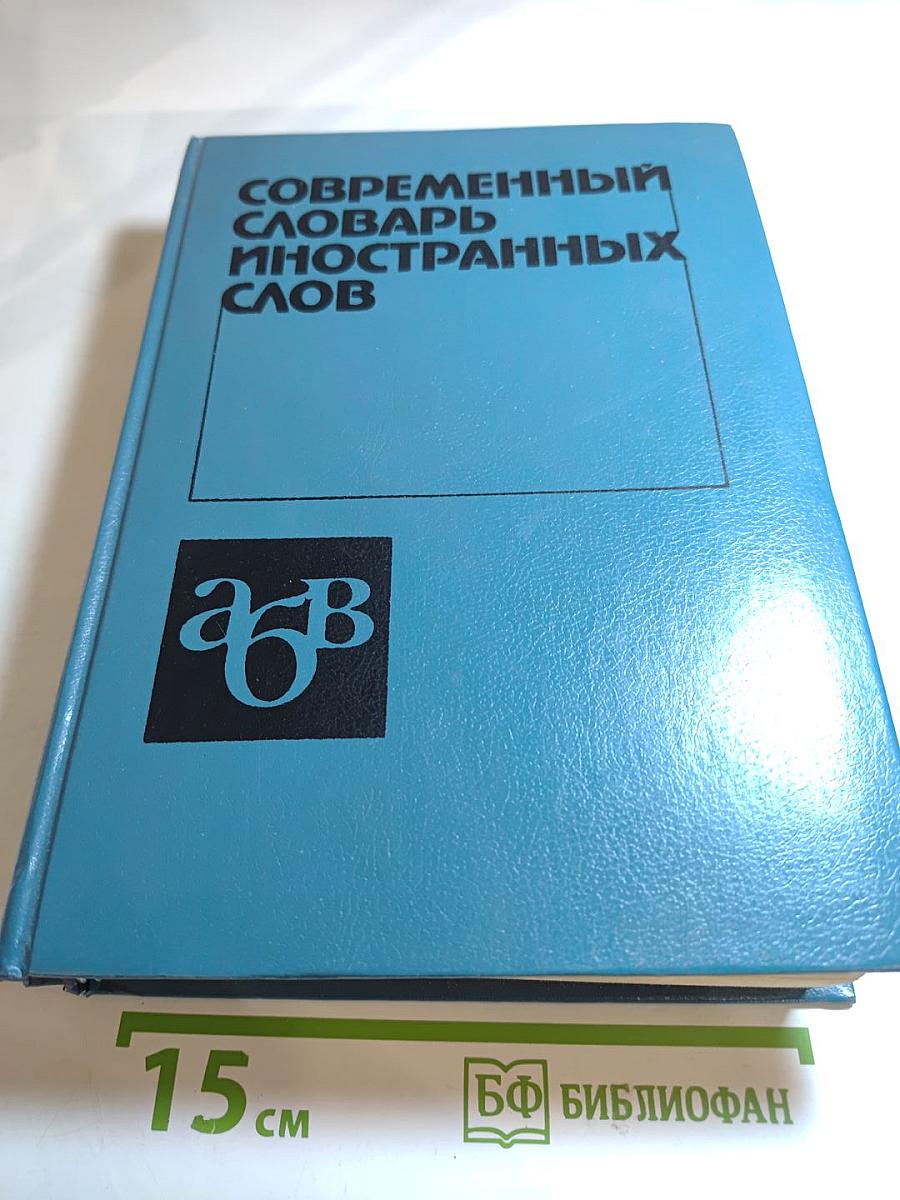 СОВРЕМЕННЫЙ
СЛОВАРЬ
ИНОСТРАННЫХ
СЛОВ
абв
15 см
БФ БИБЛИОФАН